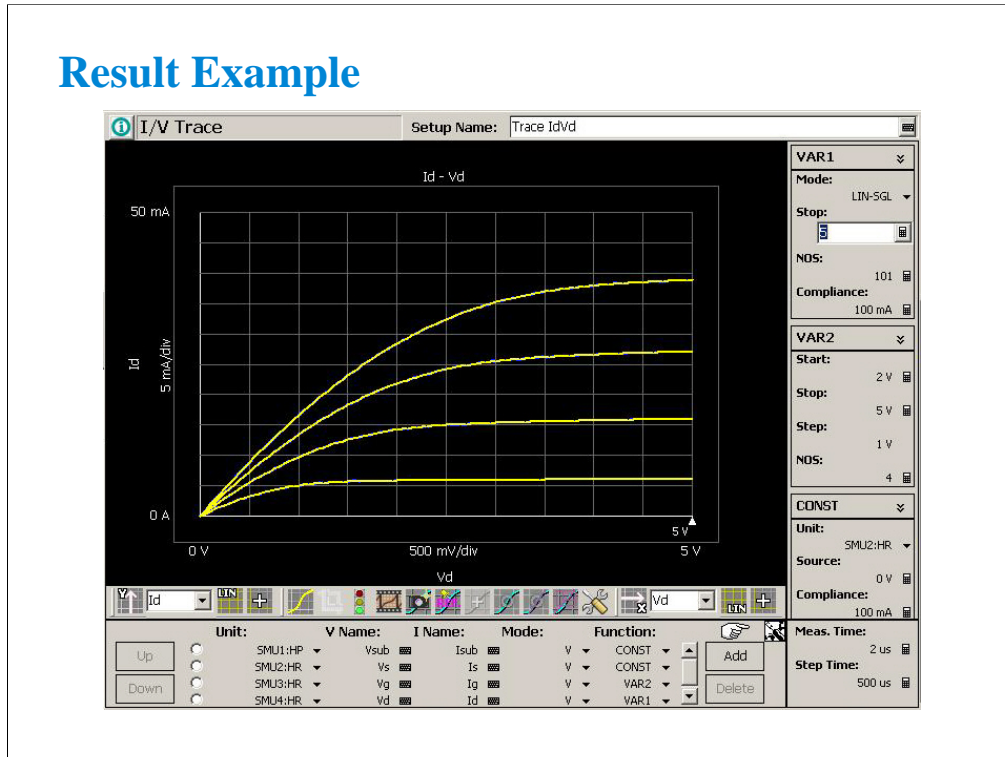 Result Example
I/V Trace
Setup Name: Trace IdVd
Id - Vd
50 mA
Id
5 mA/div
0 A
5 V
0 V
500 mV/div
5 V
Vd
VAR1
Mode:
LIN-SGL
Stop:
5
NOS:
101
Compliance:
100 mA
VAR2
Start:
2 V
Stop:
5 V
Step:
1 V
NOS:
4
CONST
Unit:
SMU2:HR
Source:
0 V
Compliance:
100 mA
Meas. Time:
2 us
Step Time:
500 us
Y Id LIN
X Vd LIN
Unit: V Name: I Name: Mode: Function:
Up
Down
SMU1:HP Vsub Isub V CONST
SMU2:HR Vs Is V CONST
SMU3:HR Vg Ig V VAR2
SMU4:HR Vd Id V VAR1
Add
Delete